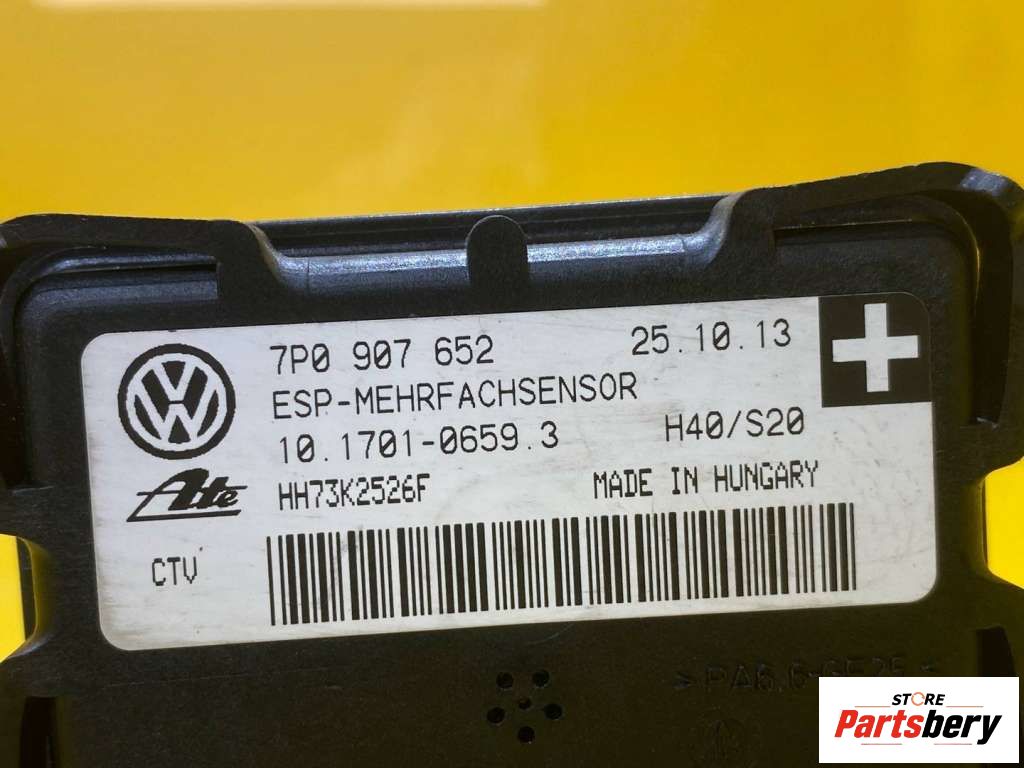 7P0 907 652 25.10.13
ESP-MEHRFACHSENSOR
10.1701-0659.3 H40/S20
Ate HH73K2526F MADE IN HUNGARY
CTV
STORE
Partsbery